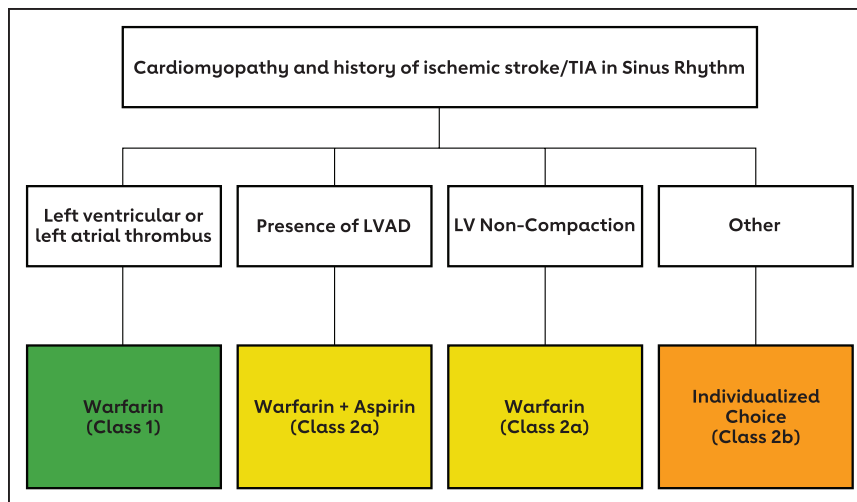 Cardiomyopathy and history of ischemic stroke/TIA in Sinus Rhythm
Left ventricular or
left atrial thrombus
Presence of LVAD
LV Non-Compaction
Other
Warfarin
(Class 1)
Warfarin + Aspirin
(Class 2a)
Warfarin
(Class 2a)
Individualized
Choice
(Class 2b)